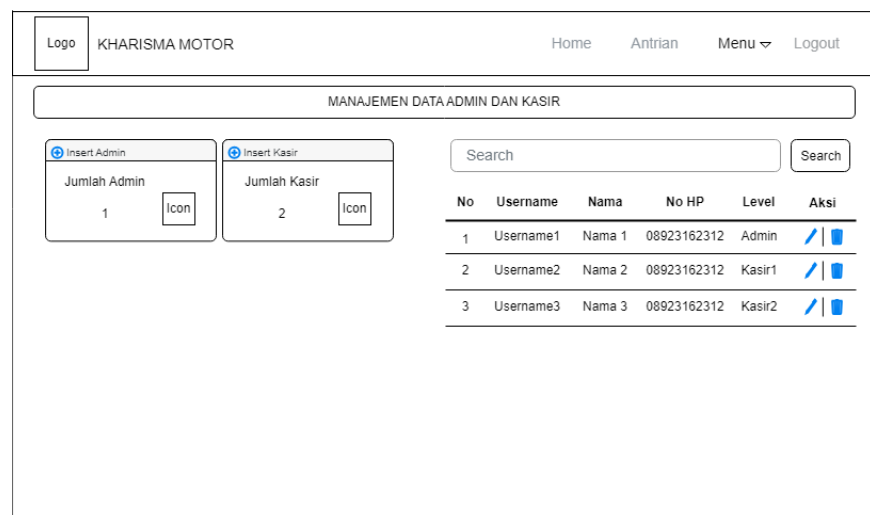 Logo KHARISMA MOTOR Home Antrian Menu Logout
MANAJEMEN DATA ADMIN DAN KASIR
Insert Admin
Jumlah Admin
1
Icon
Insert Kasir
Jumlah Kasir
2
Icon
Search Search
No Username Nama No HP Level Aksi
1 Username1 Nama 1 08923162312 Admin
2 Username2 Nama 2 08923162312 Kasir1
3 Username3 Nama 3 08923162312 Kasir2